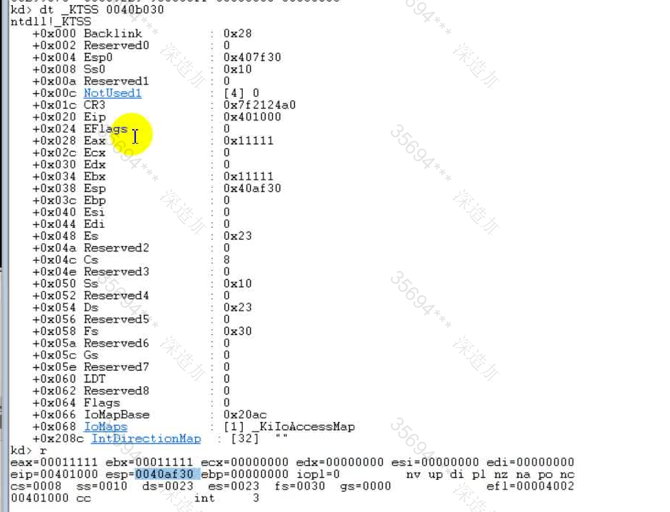 kd> dt _KTSS 0040b030
ntdll!_KTSS
+0x000 Backlink : 0x28
+0x002 Reserved0 : 0
+0x004 Esp0 : 0x407f30
+0x008 Ss0 : 0x10
+0x00a Reserved1 : 0
+0x00c NotUsed1 : [4] 0
+0x01c CR3 : 0x7f2124a0
+0x020 Eip : 0x401000
+0x024 EFlags : 0
+0x028 Eax : 0x11111
+0x02c Ecx : 0
+0x030 Edx : 0
+0x034 Ebx : 0x11111
+0x038 Esp : 0x40af30
+0x03c Ebp : 0
+0x040 Esi : 0
+0x044 Edi : 0
+0x048 Es : 0x23
+0x04a Reserved2 : 0
+0x04c Cs : 8
+0x04e Reserved3 : 0
+0x050 Ss : 0x10
+0x052 Reserved4 : 0
+0x054 Ds : 0x23
+0x056 Reserved5 : 0
+0x058 Fs : 0x30
+0x05a Reserved6 : 0
+0x05c Gs : 0
+0x05e Reserved7 : 0
+0x060 LDT : 0
+0x062 Reserved8 : 0
+0x064 Flags : 0
+0x066 IoMapBase : 0x20ac
+0x068 IoMaps : [1] _KiIoAccessMap
+0x208c IntDirectionMap : [32] ""
kd> r
eax=00011111 ebx=00011111 ecx=00000000 edx=00000000 esi=00000000 edi=00000000
eip=00401000 esp=0040af30 ebp=00000000 iopl=0 nv up di pl nz na po nc
cs=0008 ss=0010 ds=0023 es=0023 fs=0030 gs=0000 efl=00004002
00401000 cc int 3
35694*** 深造加